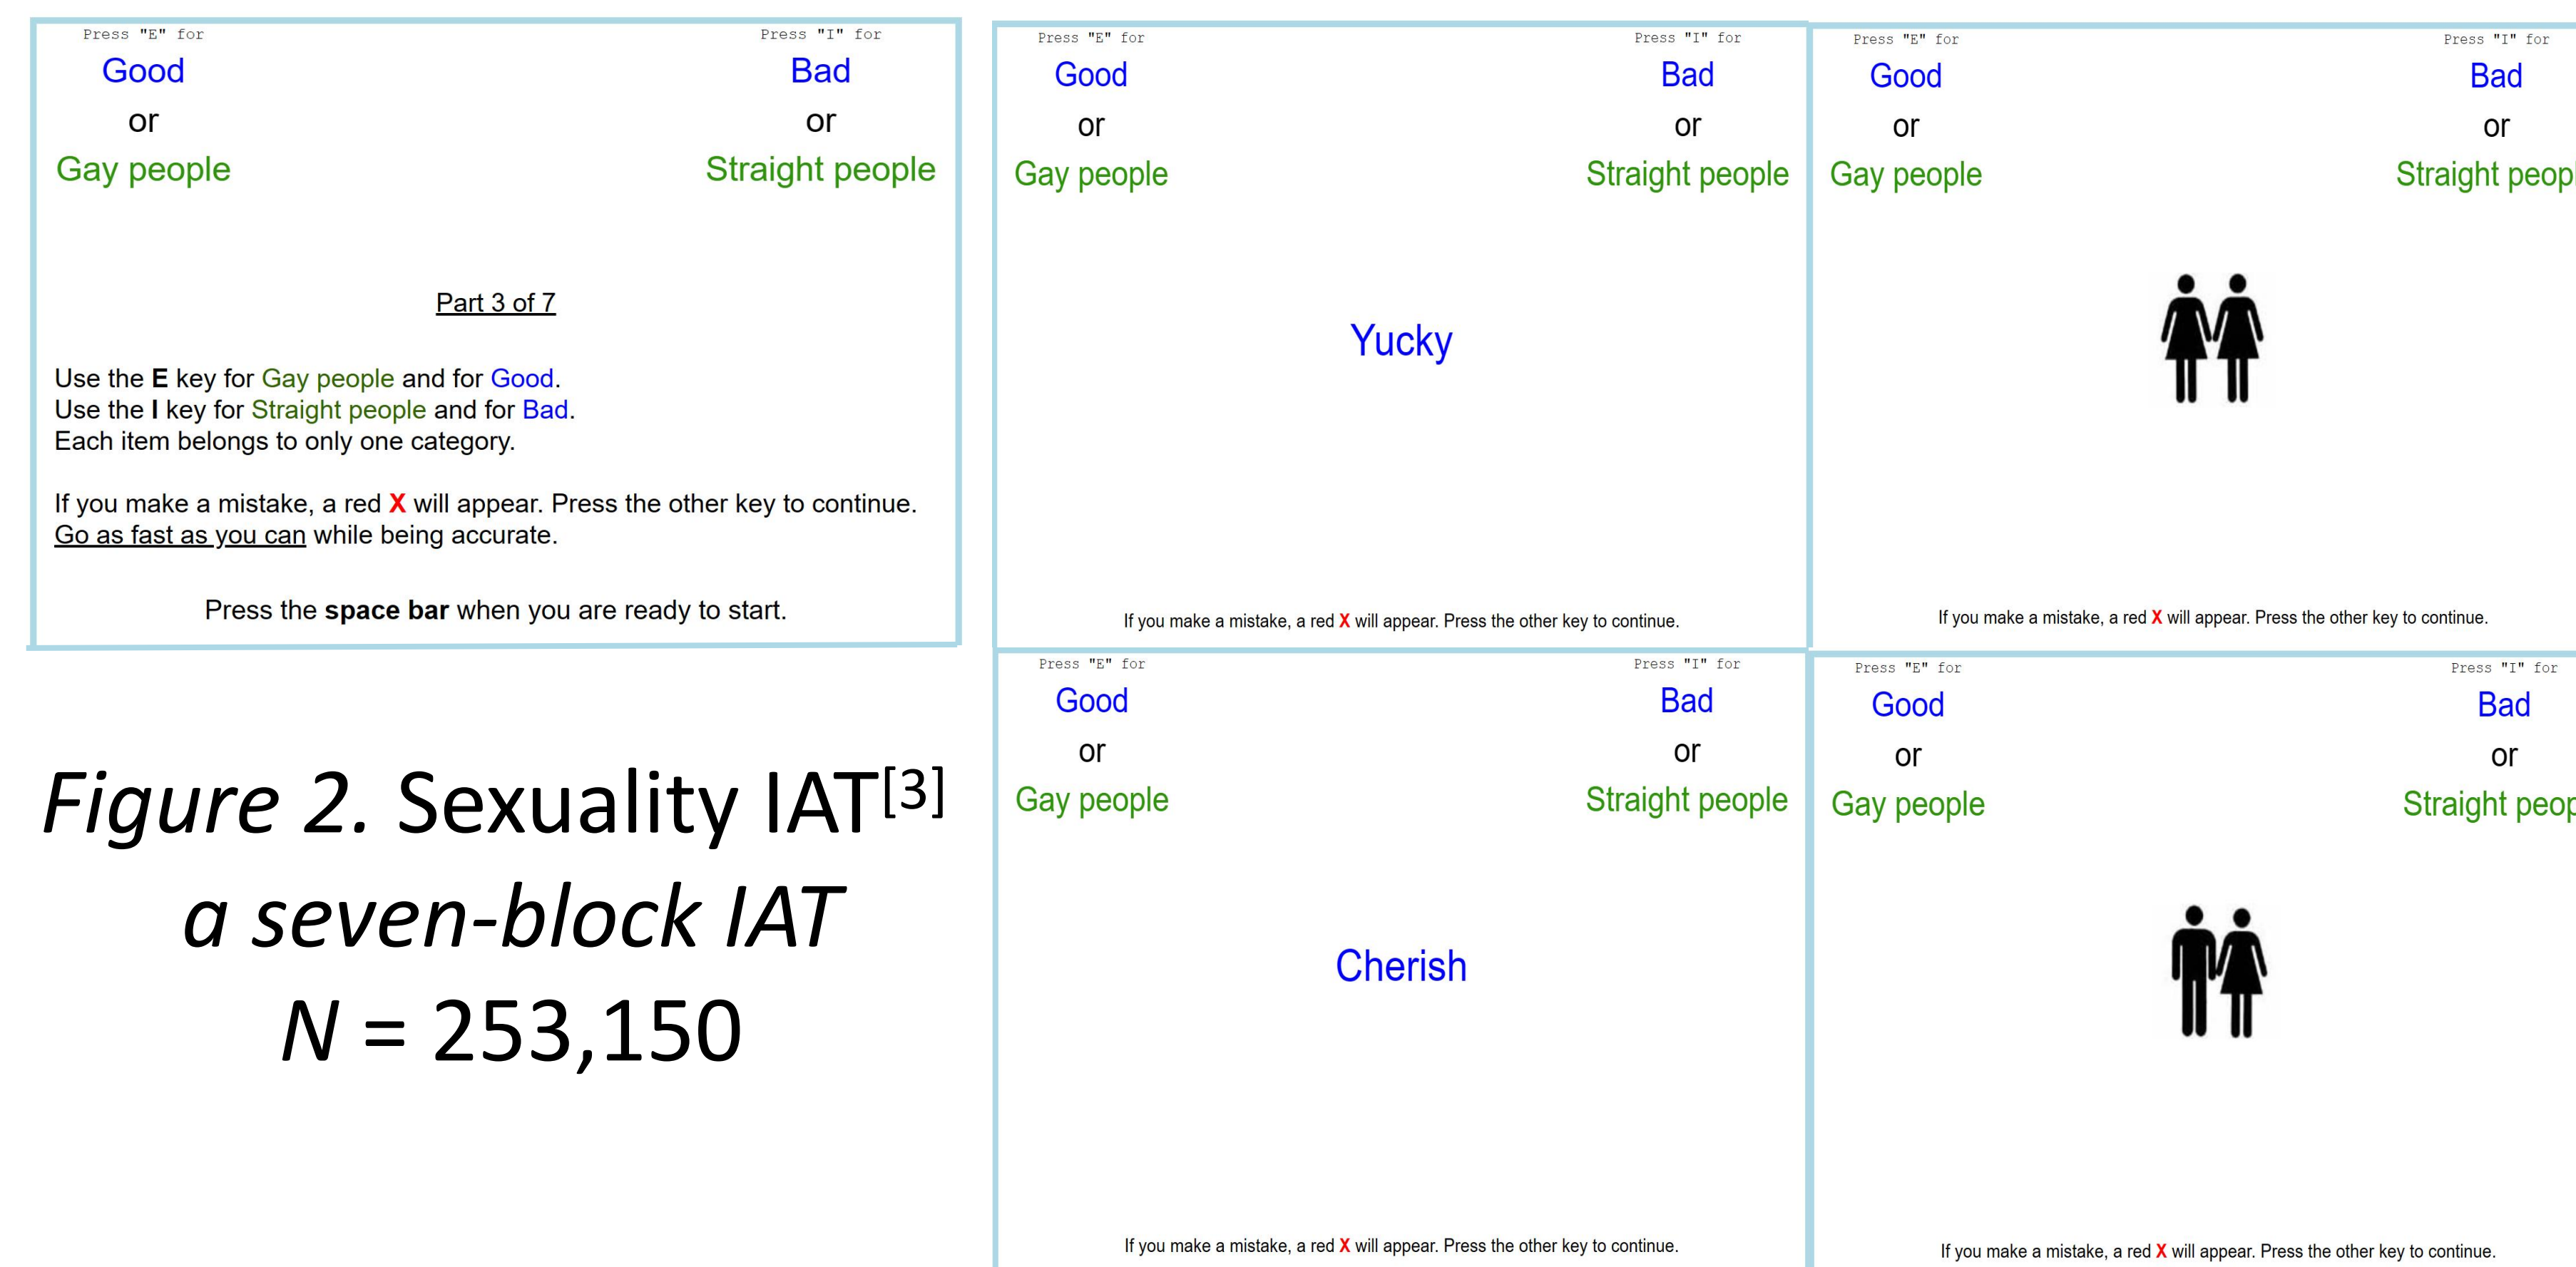 Press "E" for
Press "I" for
Good
Bad
or
or
Gay people
Straight people
Part 3 of 7
Use the E key for Gay people and for Good.
Use the I key for Straight people and for Bad.
Each item belongs to only one category.
If you make a mistake, a red X will appear. Press the other key to continue.
Go as fast as you can while being accurate.
Press the space bar when you are ready to start.
Press "E" for
Press "I" for
Good
Bad
or
or
Gay people
Straight people
Yucky
If you make a mistake, a red X will appear. Press the other key to continue.
Press "E" for
Press "I" for
Good
Bad
or
or
Gay people
Straight peop
If you make a mistake, a red X will appear. Press the other key to continue.
Figure 2. Sexuality IAT[3]
a seven-block IAT
N = 253,150
Press "E" for
Press "I" for
Good
Bad
or
or
Gay people
Straight people
Cherish
If you make a mistake, a red X will appear. Press the other key to continue.
Press "E" for
Press "I" for
Good
Bad
or
or
Gay people
Straight peop
If you make a mistake, a red X will appear. Press the other key to continue.